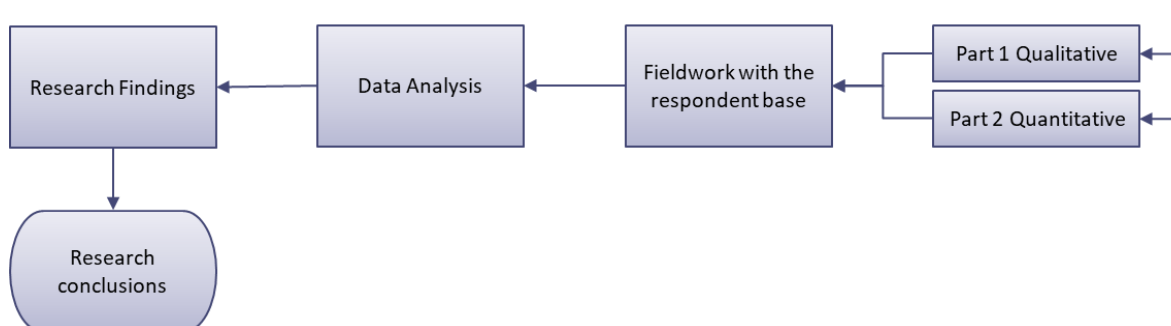 Research Findings
Data Analysis
Fieldwork with the
respondent base
Part 1 Qualitative
Part 2 Quantitative
Research
conclusions